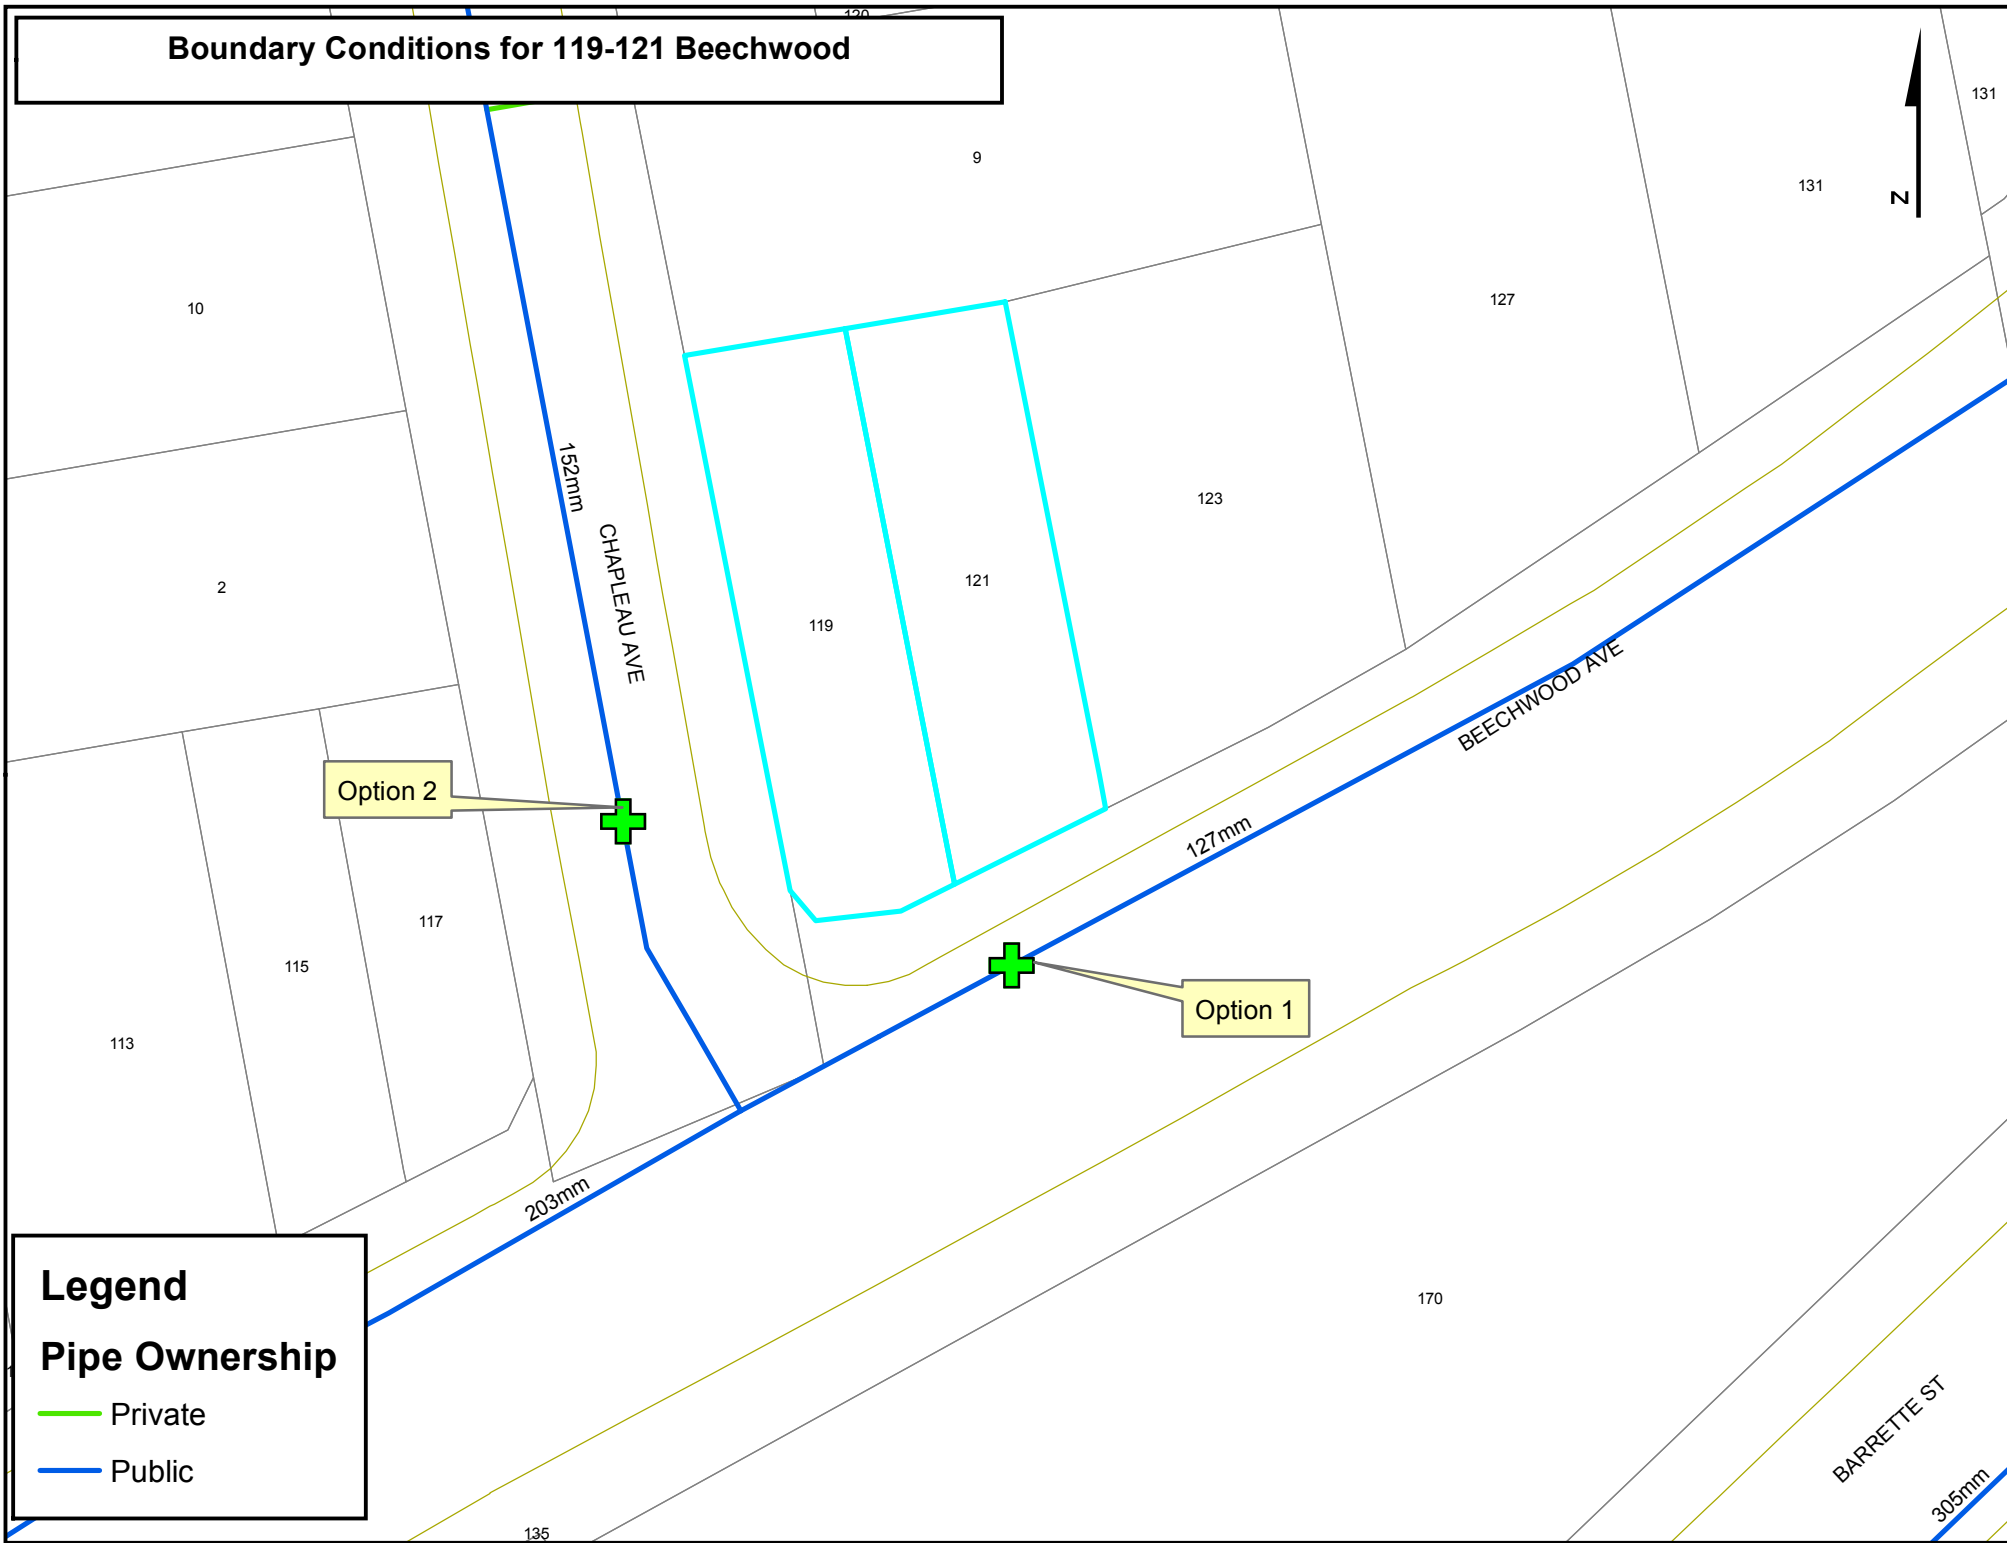 Boundary Conditions for 119-121 Beechwood
9
131
131
N
10
127
152mm
123
CHAPLEAU AVE
121
2
119
BEECHWOOD AVE
Option 2
127mm
117
115
Option 1
113
203mm
Legend
Pipe Ownership
Private
Public
170
BARRETTE ST
305mm
135